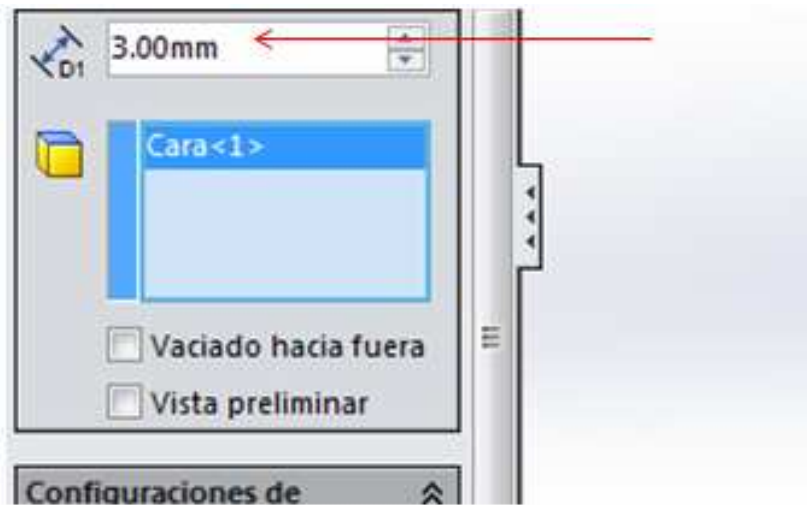 D1 3.00mm
Cara<1>
Vaciado hacia fuera
Vista preliminar
Configuraciones de